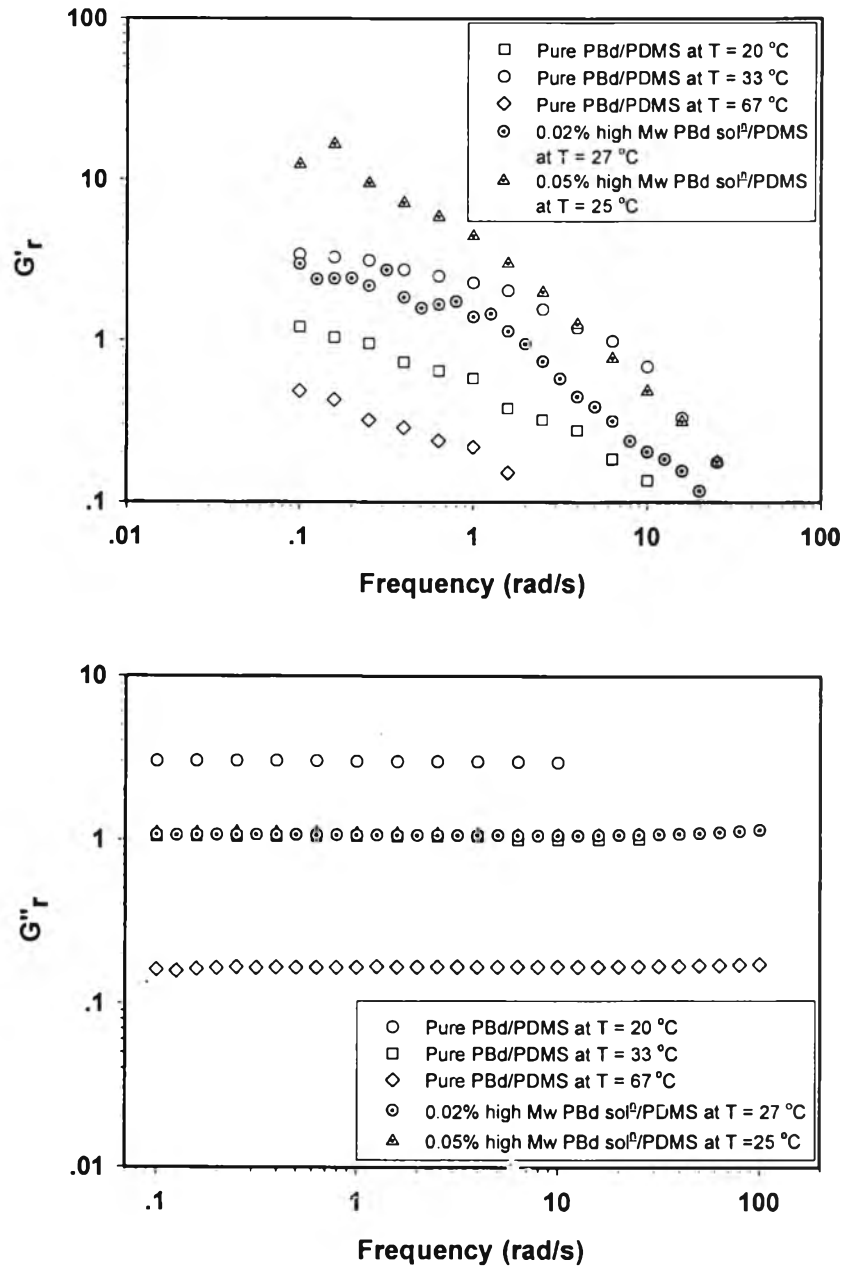 100
10
1
.1
G'r
Pure PBd/PDMS at T = 20 °C
Pure PBd/PDMS at T = 33 °C
Pure PBd/PDMS at T = 67 °C
0.02% high Mw PBd solⁿ/PDMS
at T = 27 °C
0.05% high Mw PBd solⁿ/PDMS
at T = 25 °C
.01 .1 1 10 100
Frequency (rad/s)
10
1
.1
.01
G"r
Pure PBd/PDMS at T = 20 °C
Pure PBd/PDMS at T = 33 °C
Pure PBd/PDMS at T = 67 °C
0.02% high Mw PBd solⁿ/PDMS at T = 27 °C
0.05% high Mw PBd solⁿ/PDMS at T =25 °C
.1 1 10 100
Frequency (rad/s)